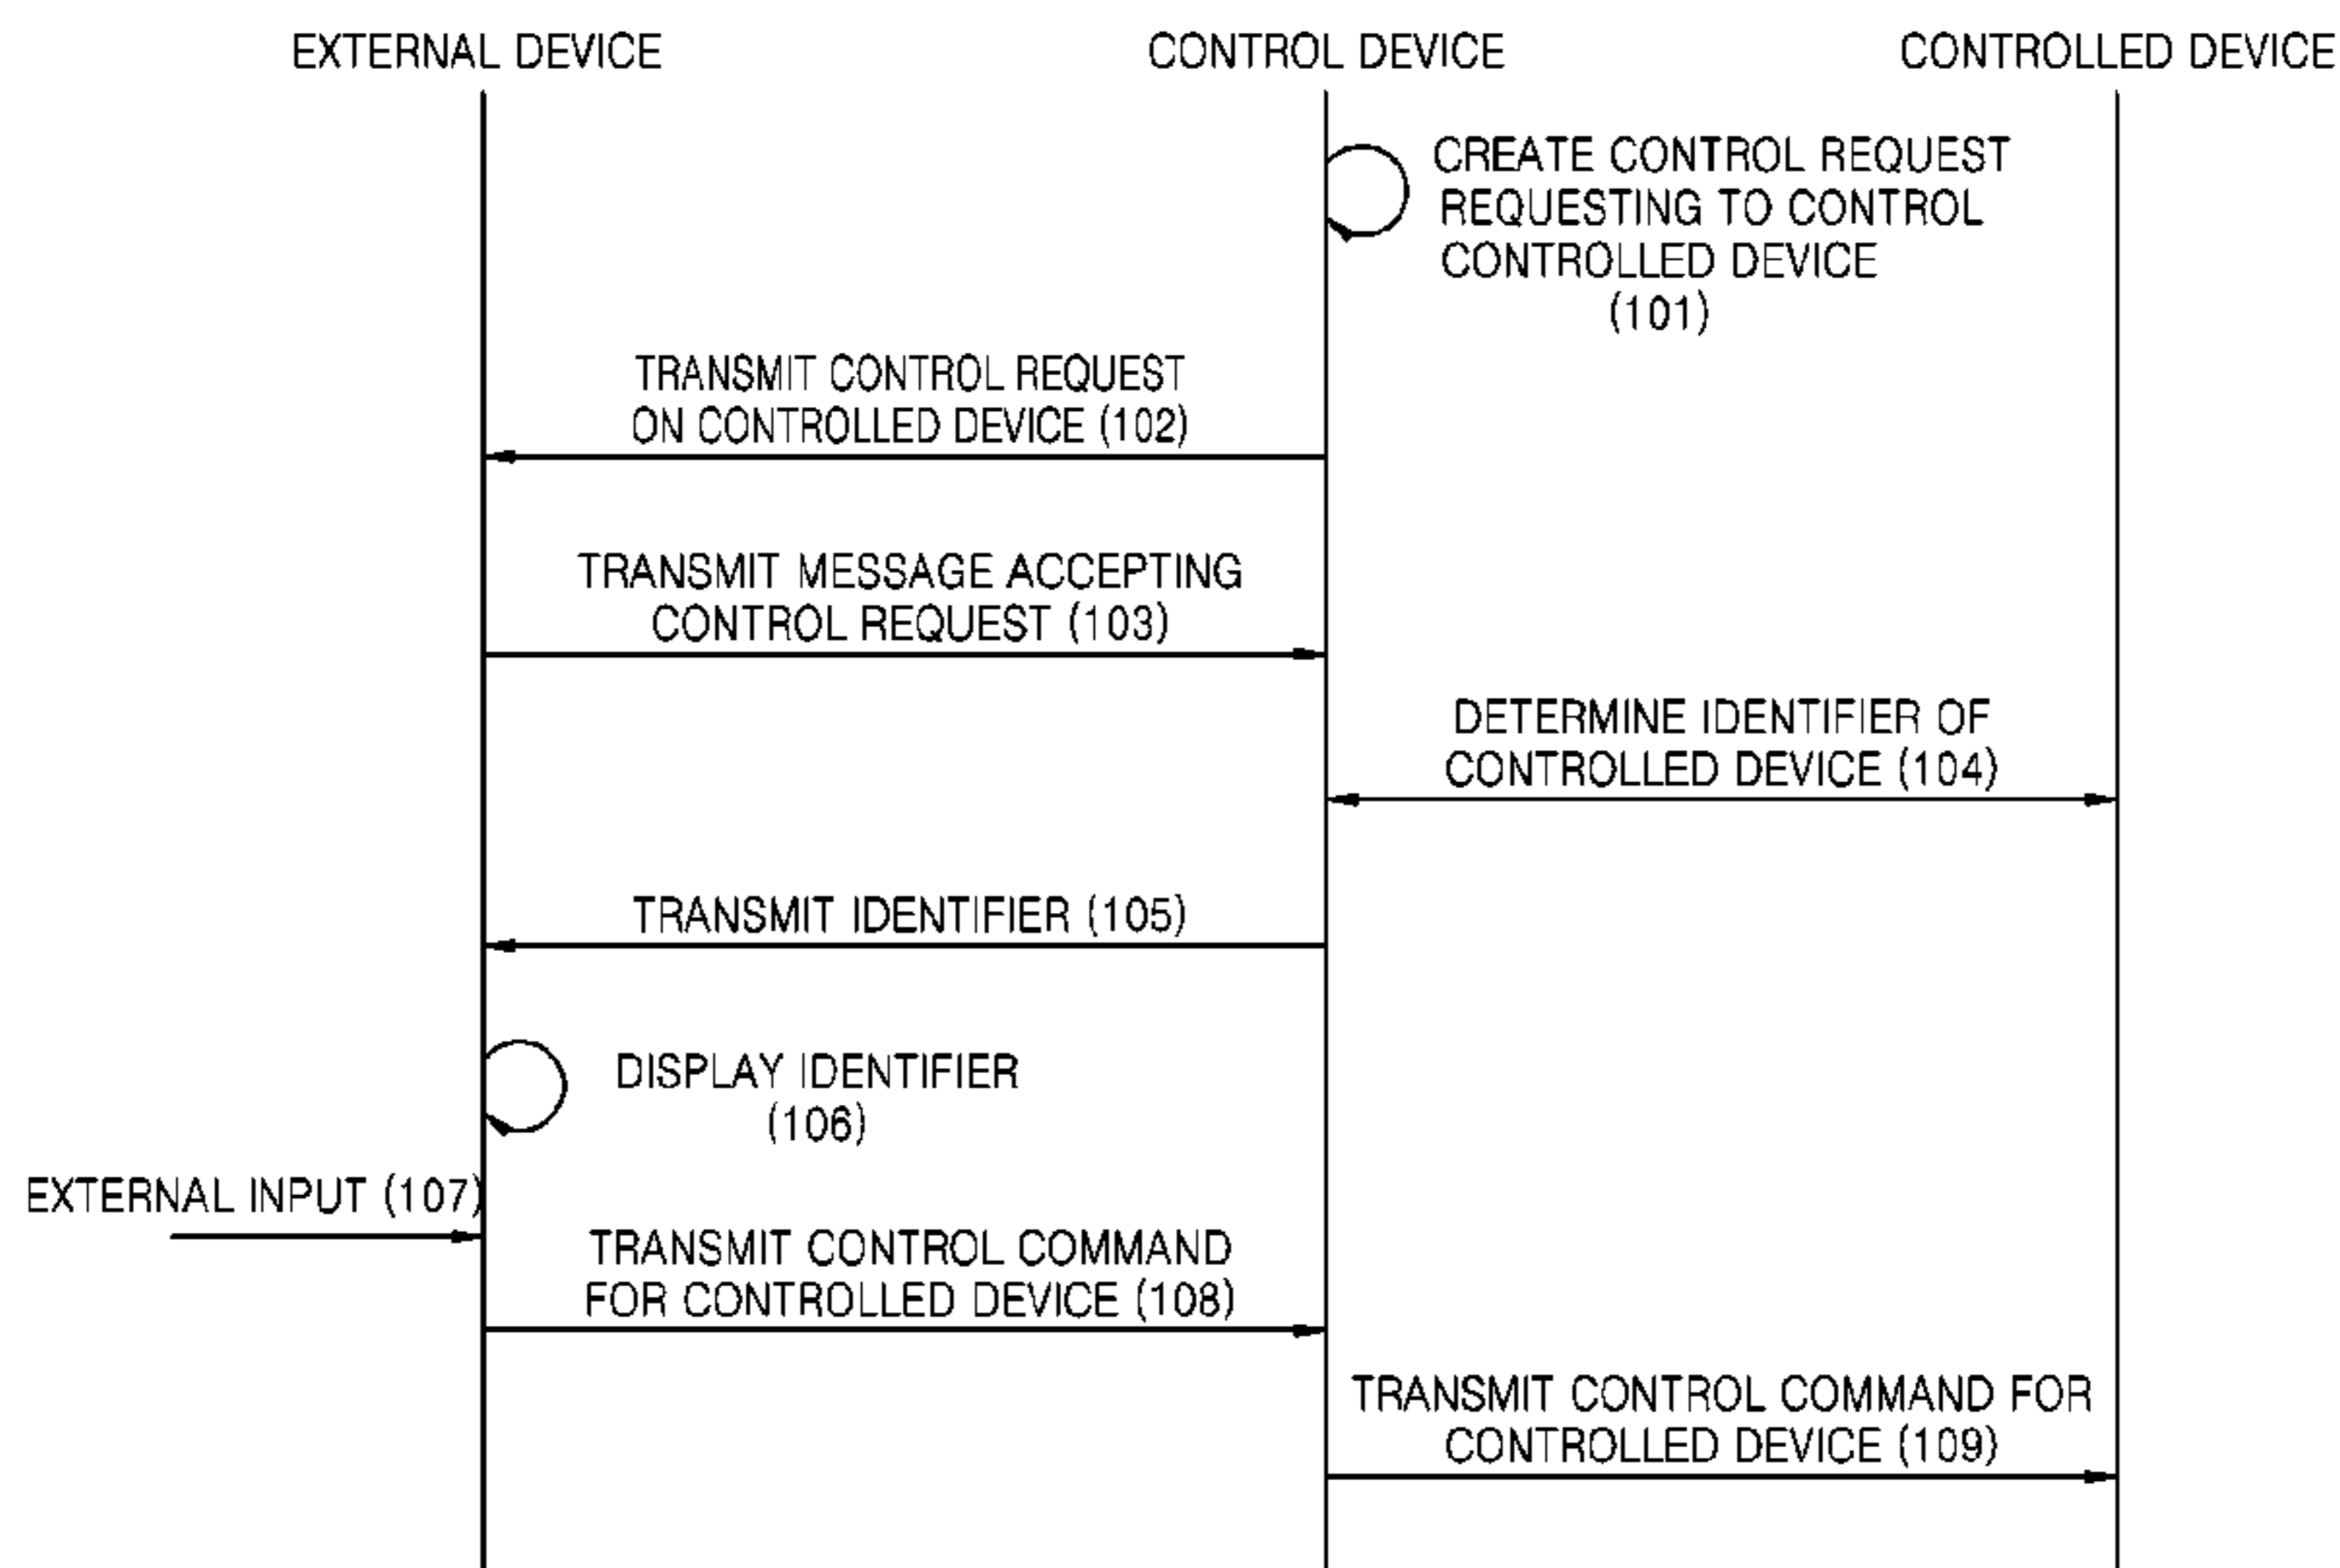 EXTERNAL DEVICE
CONTROL DEVICE
CONTROLLED DEVICE
CREATE CONTROL REQUEST
REQUESTING TO CONTROL
CONTROLLED DEVICE
(101)
TRANSMIT CONTROL REQUEST
ON CONTROLLED DEVICE (102)
TRANSMIT MESSAGE ACCEPTING
CONTROL REQUEST (103)
DETERMINE IDENTIFIER OF
CONTROLLED DEVICE (104)
TRANSMIT IDENTIFIER (105)
DISPLAY IDENTIFIER
(106)
EXTERNAL INPUT (107)
TRANSMIT CONTROL COMMAND
FOR CONTROLLED DEVICE (108)
TRANSMIT CONTROL COMMAND FOR
CONTROLLED DEVICE (109)